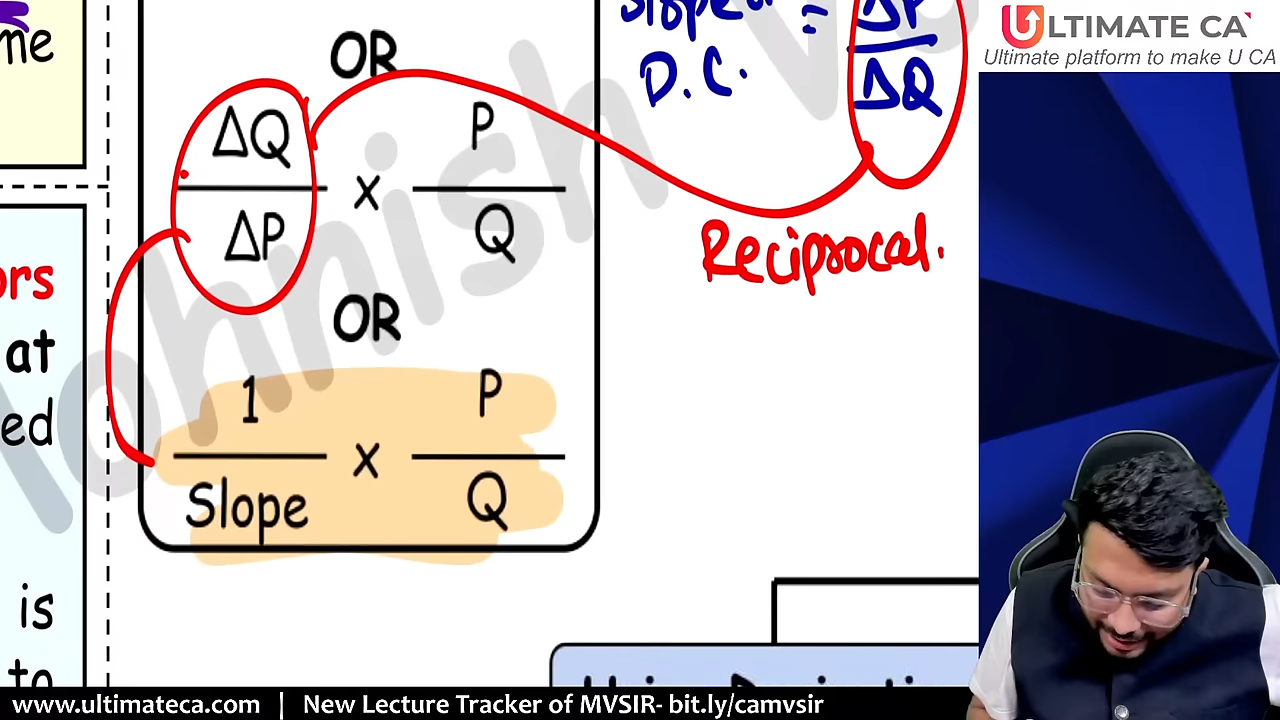 me
OR
ΔQ
ΔP
x
P
Q
OR
1
Slope
x
P
Q
ors
at
ed
is
to
D.C.
=
ΔP
ΔQ
Reciprocal.
ULTIMATE CA
Ultimate platform to make U CA
www.ultimateca.com | New Lecture Tracker of MVSIR- bit.ly/camvsir